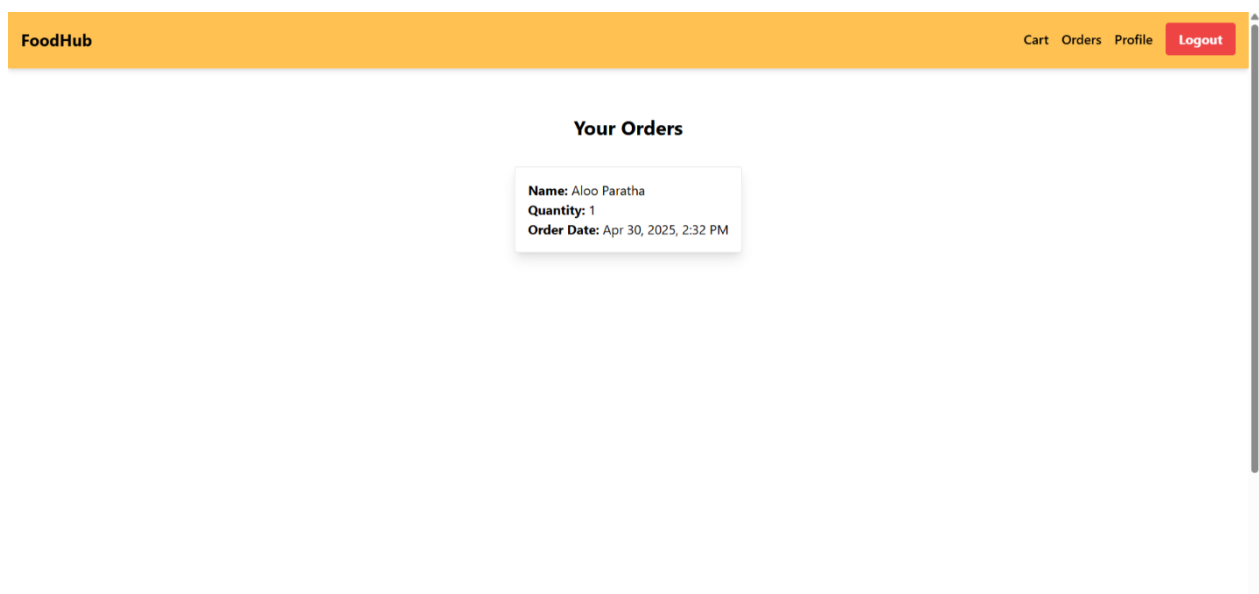 FoodHub
Cart Orders Profile Logout
Your Orders
Name: Aloo Paratha
Quantity: 1
Order Date: Apr 30, 2025, 2:32 PM